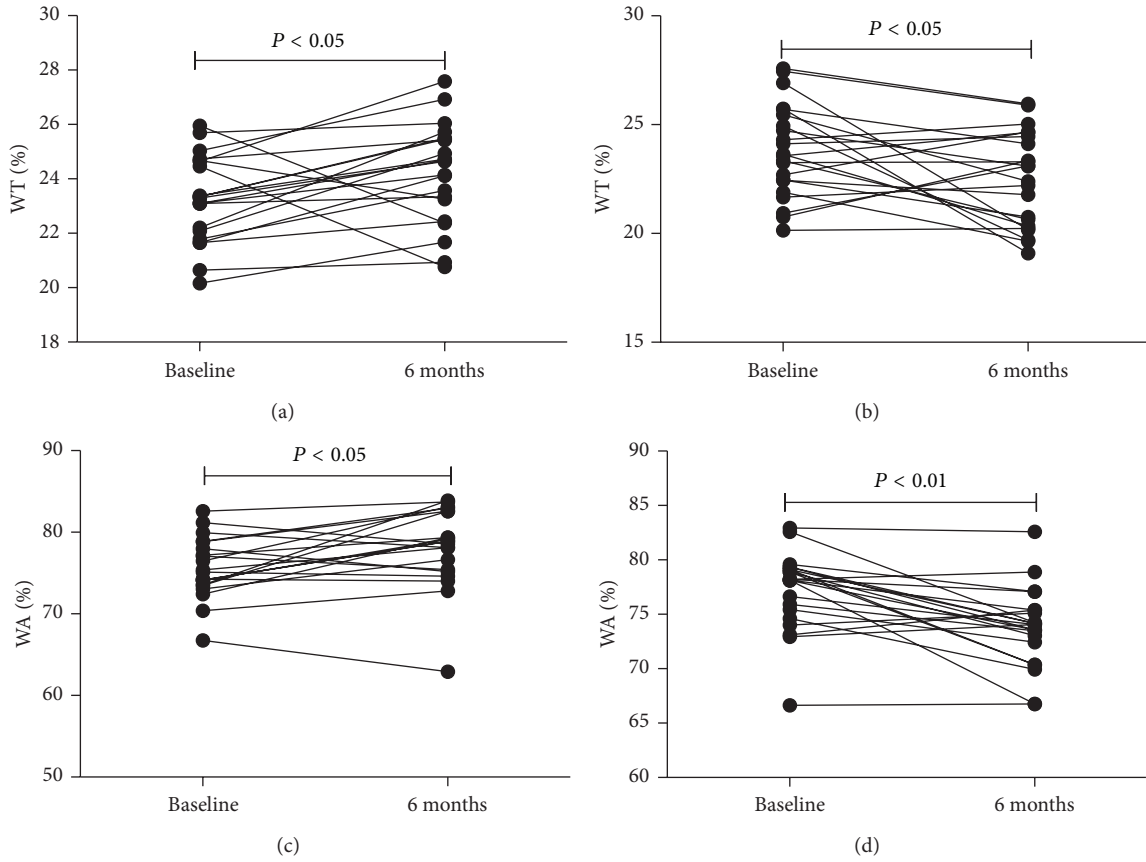 30
28
26
24
22
20
18
WT (%)
P < 0.05
Baseline
6 months
(a)
30
25
20
15
WT (%)
P < 0.05
Baseline
6 months
(b)
90
80
70
60
50
WA (%)
P < 0.05
Baseline
6 months
(c)
90
85
80
75
70
65
60
WA (%)
P < 0.01
Baseline
6 months
(d)